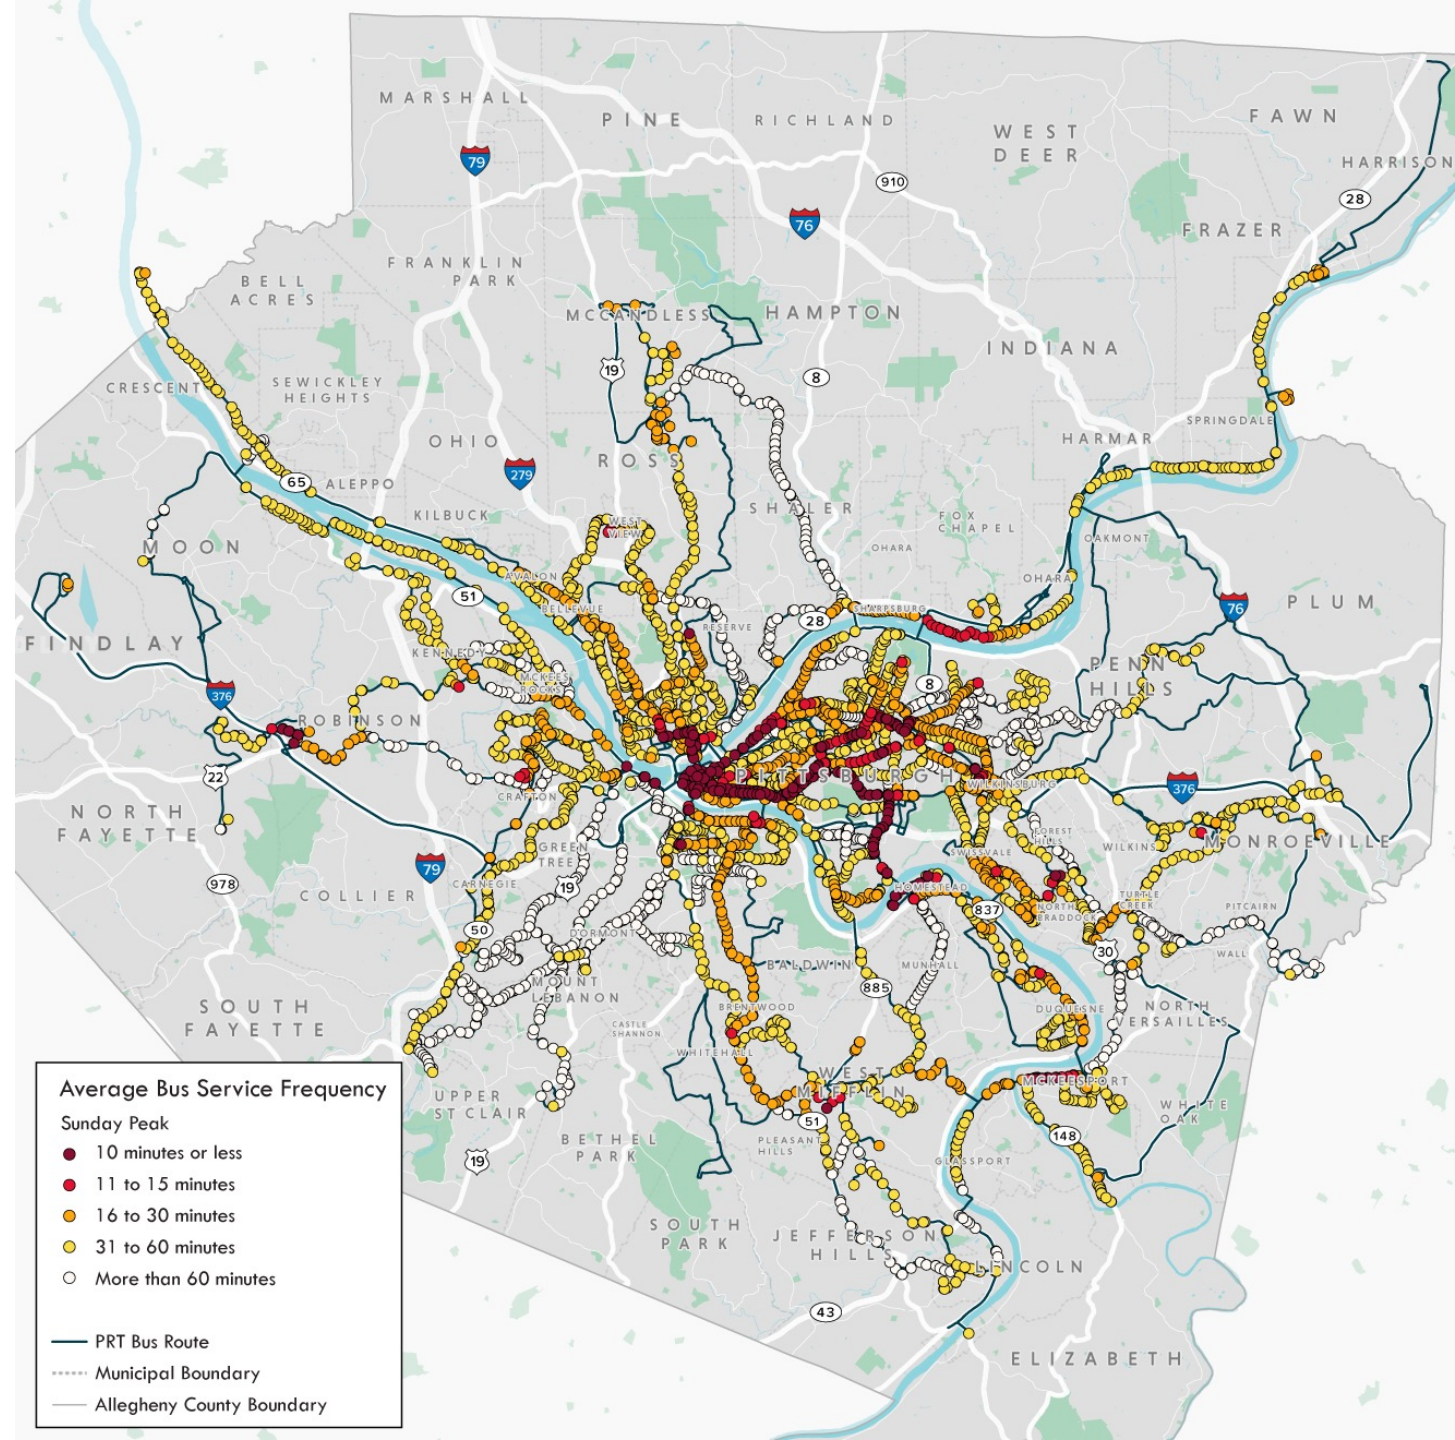 MARSHALL
PINE
RICHLAND
WEST
DEER
FAWN
HARRISON
79
910
28
76
FRAZER
BELL
ACRES
FRANKLIN
PARK
MCCANDLESS
HAMPTON
INDIANA
19
8
CRESCENT
SEWICKLEY
HEIGHTS
SPRINGDALE
OHIO
HARMAR
ROSS
279
65
ALEPPO
KILBUCK
SHALER
FOX
CHAPEL
WEST
VIEW
MOON
OHARA
OAKMONT
AVALON
OHARA
51
BELLEVUE
SHARPSBURG
76
PLUM
28
RESERVE
FINDLAY
KENNEDY
PENN
HILLS
MCKEES
ROCKS
8
376
ROBINSON
22
PITTSBURGH
WILKINSBURG
376
CRAFTON
NORTH
FAYETTE
FOREST
HILLS
GREEN
TREE
SWISSVALE
WILKINS
MONROEVILLE
79
978
CARNEGIE
19
HOMESTEAD
COLLIER
TURTLE
CREEK
837
NORTH
BRADDOCK
PITCAIRN
50
DORMONT
30
WALL
BALDWIN
MUNHALL
MOUNT
LEBANON
885
SOUTH
FAYETTE
BRENTWOOD
DUQUESNE
NORTH
VERSAILLES
CASTLE
SHANNON
WHITEHALL
WEST
MIFFLIN
MCKEESPORT
UPPER
ST CLAIR
WHITE
OAK
51
BETHEL
PARK
PLEASANT
HILLS
148
19
GLASSPORT
SOUTH
PARK
JEFFERSON
HILLS
LINCOLN
43
ELIZABETH
Average Bus Service Frequency
Sunday Peak
10 minutes or less
11 to 15 minutes
16 to 30 minutes
31 to 60 minutes
More than 60 minutes
PRT Bus Route
Municipal Boundary
Allegheny County Boundary